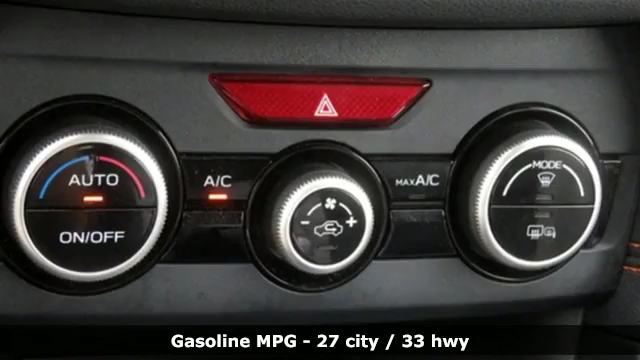 MODE
AUTO
A/C
MAX A/C
- +
ON/OFF
Gasoline MPG - 27 city / 33 hwy